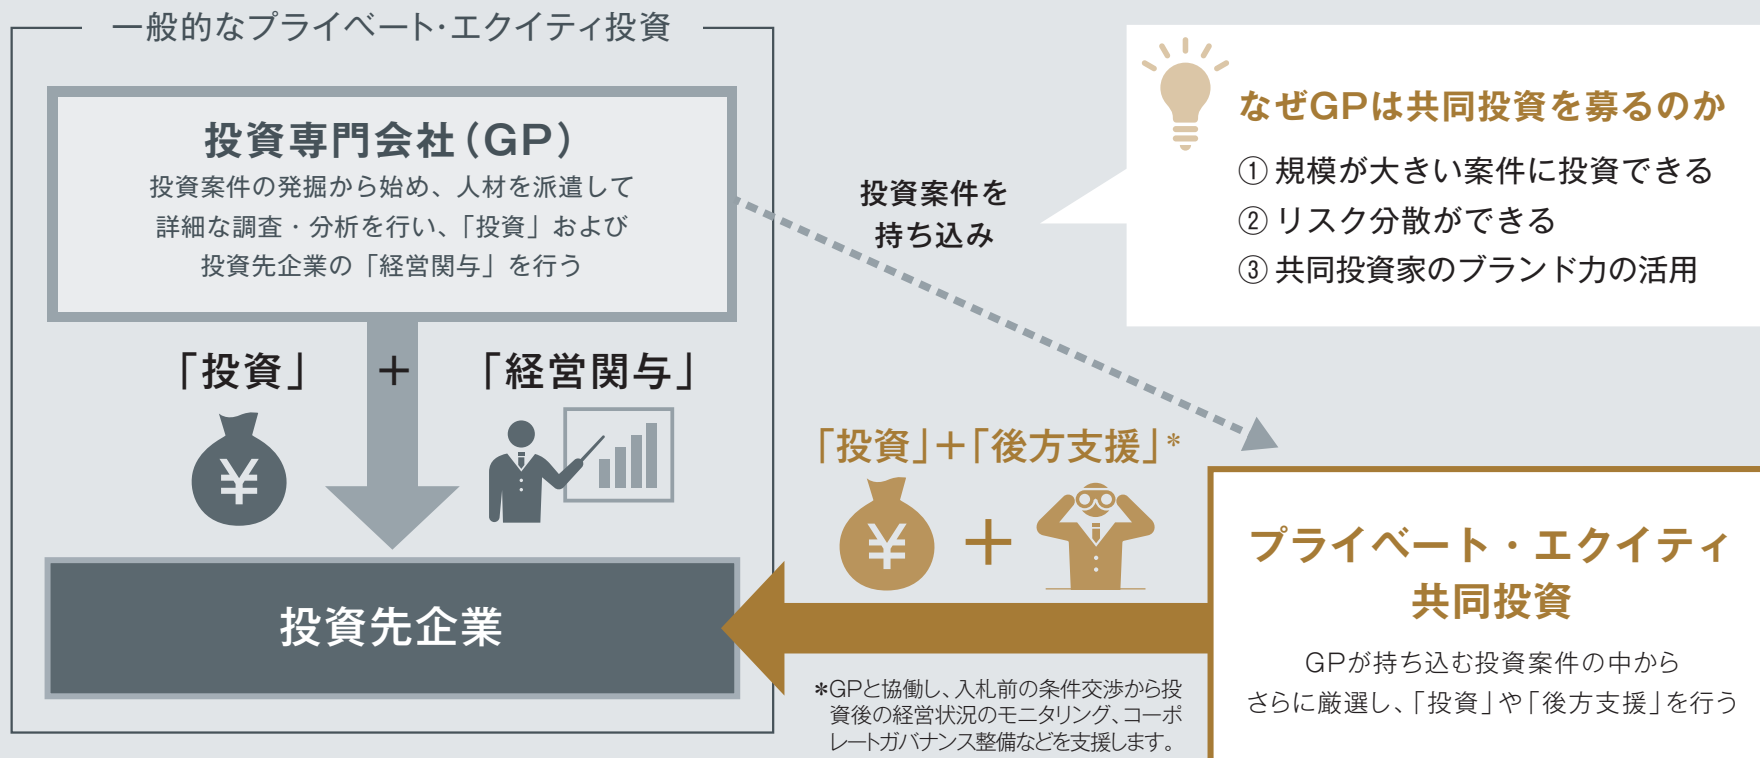 一般的なプライベート・エクイティ投資
投資専門会社（GP）
投資案件の発掘から始め、人材を派遣して
詳細な調査・分析を行い、「投資」および
投資先企業の「経営関与」を行う
「投資」 ＋ 「経営関与」
¥
投資先企業
投資案件を
持ち込み
なぜGPは共同投資を募るのか
① 規模が大きい案件に投資できる
② リスク分散ができる
③ 共同投資家のブランド力の活用
「投資」＋「後方支援」*
¥ ＋
プライベート・エクイティ
共同投資
GPが持ち込む投資案件の中から
さらに厳選し、「投資」や「後方支援」を行う
*GPと協働し、入札前の条件交渉から投
資後の経営状況のモニタリング、コーポ
レートガバナンス整備などを支援します。